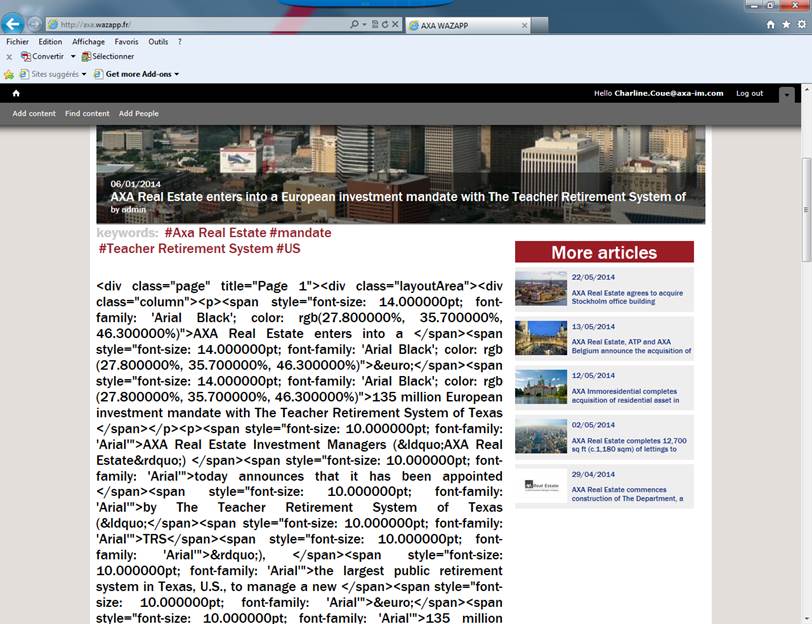 http://axa.wazapp.fr/
AXA WAZAPP
Fichier Edition Affichage Favoris Outils ?
x Convertir Sélectionner
Sites suggérés Get more Add-ons
Hello Charline.Coue@axa-im.com Log out
Add content Find content Add People
06/01/2014
AXA Real Estate enters into a European investment mandate with The Teacher Retirement System of
by admin
keywords: #Axa Real Estate #mandate
#Teacher Retirement System #US
<div class="page" title="Page 1"><div class="layoutArea"><div
class="column"><p><span style="font-size: 14.000000pt; font-
family: 'Arial Black'; color: rgb(27.800000%, 35.700000%,
46.300000%)">AXA Real Estate enters into a </span><span
style="font-size: 14.000000pt; font-family: 'Arial Black'; color: rgb
(27.800000%, 35.700000%, 46.300000%)">&euro;</span><span
style="font-size: 14.000000pt; font-family: 'Arial Black'; color: rgb
(27.800000%, 35.700000%, 46.300000%)">135 million European
investment mandate with The Teacher Retirement System of Texas
</span></p><p><span style="font-size: 10.000000pt; font-family:
'Arial'">AXA Real Estate Investment Managers (&ldquo;AXA Real
Estate&rdquo;) </span><span style="font-size: 10.000000pt; font-
family: 'Arial'">today announces that it has been appointed
</span><span style="font-size: 10.000000pt; font-family:
'Arial'">by The Teacher Retirement System of Texas
(&ldquo;</span><span style="font-size: 10.000000pt; font-family:
'Arial'">TRS</span><span style="font-size: 10.000000pt; font-
family: 'Arial'">&rdquo;), </span><span style="font-size:
10.000000pt; font-family: 'Arial'">the largest public retirement
system in Texas, U.S., to manage a new </span><span style="font-
size: 10.000000pt; font-family: 'Arial'">&euro;</span><span
style="font-size: 10.000000pt; font-family: 'Arial'">135 million
More articles
22/05/2014
AXA Real Estate agrees to acquire
Stockholm office building
13/05/2014
AXA Real Estate, ATP and AXA
Belgium announce the acquisition of
12/05/2014
AXA Immoresidential completes
acquisition of residential asset in
02/05/2014
AXA Real Estate completes 12,700
sq ft (c.1,180 sqm) of lettings to
29/04/2014
AXA Real Estate commences
construction of The Department, a
Real Estate